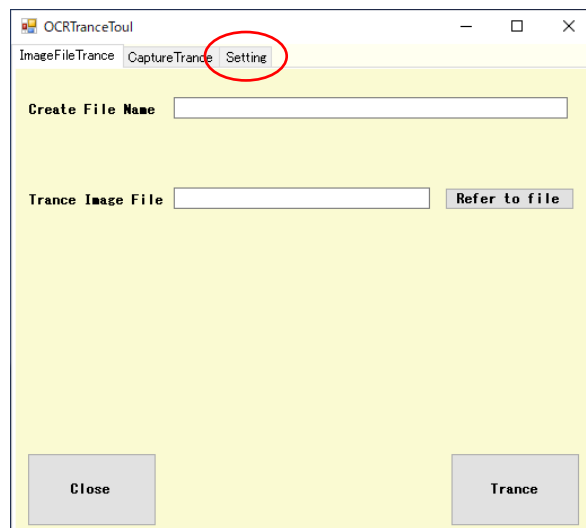 OCRTranceToul
ImageFileTrance CaptureTrance Setting
Create File Name
Trance Image File Refer to file
Close Trance